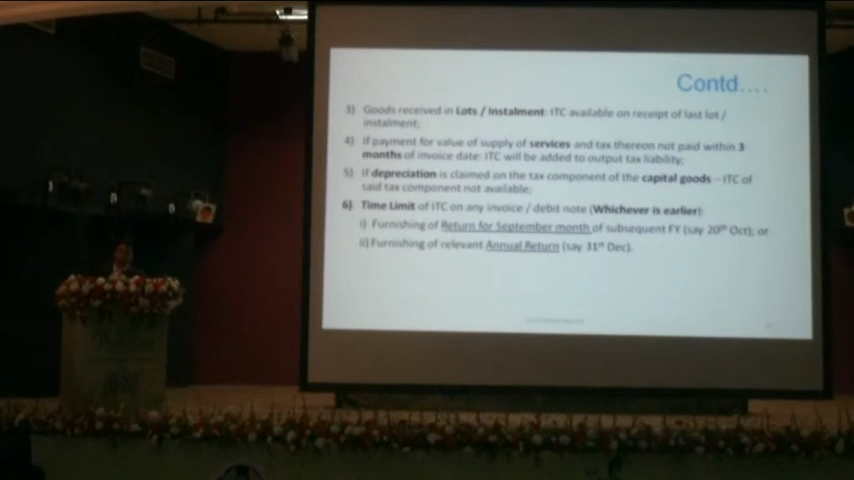 Contd....
3) Goods received in Lots / Instalment: ITC available on receipt of last lot /
instalment;
4) If payment for value of supply of services and tax thereon not paid within 3
months of invoice date: ITC will be added to output tax liability;
5) If depreciation is claimed on the tax component of the capital goods – ITC of
said tax component not available;
6) Time Limit of ITC on any invoice / debit note (Whichever is earlier):
i) Furnishing of Return for September month of subsequent FY (say 20th Oct); or
ii) Furnishing of relevant Annual Return (say 31st Dec).